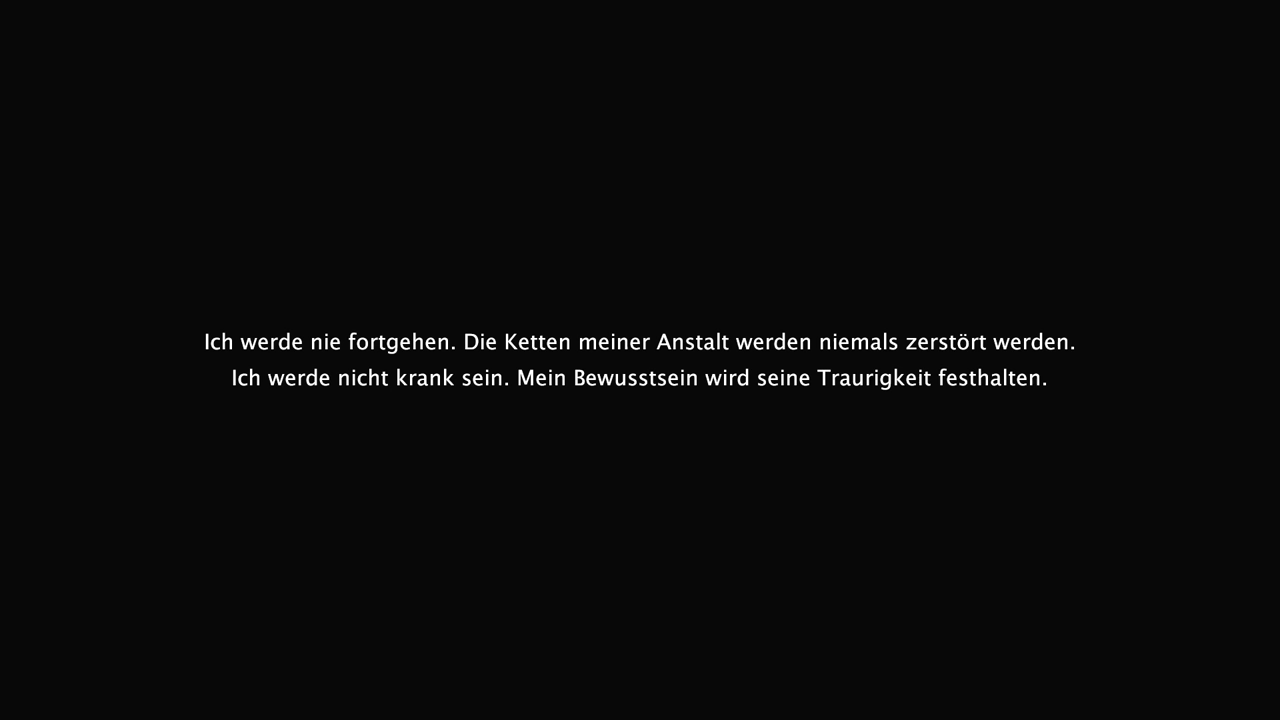 Ich werde nie fortgehen. Die Ketten meiner Anstalt werden niemals zerstört werden.
Ich werde nicht krank sein. Mein Bewusstsein wird seine Traurigkeit festhalten.